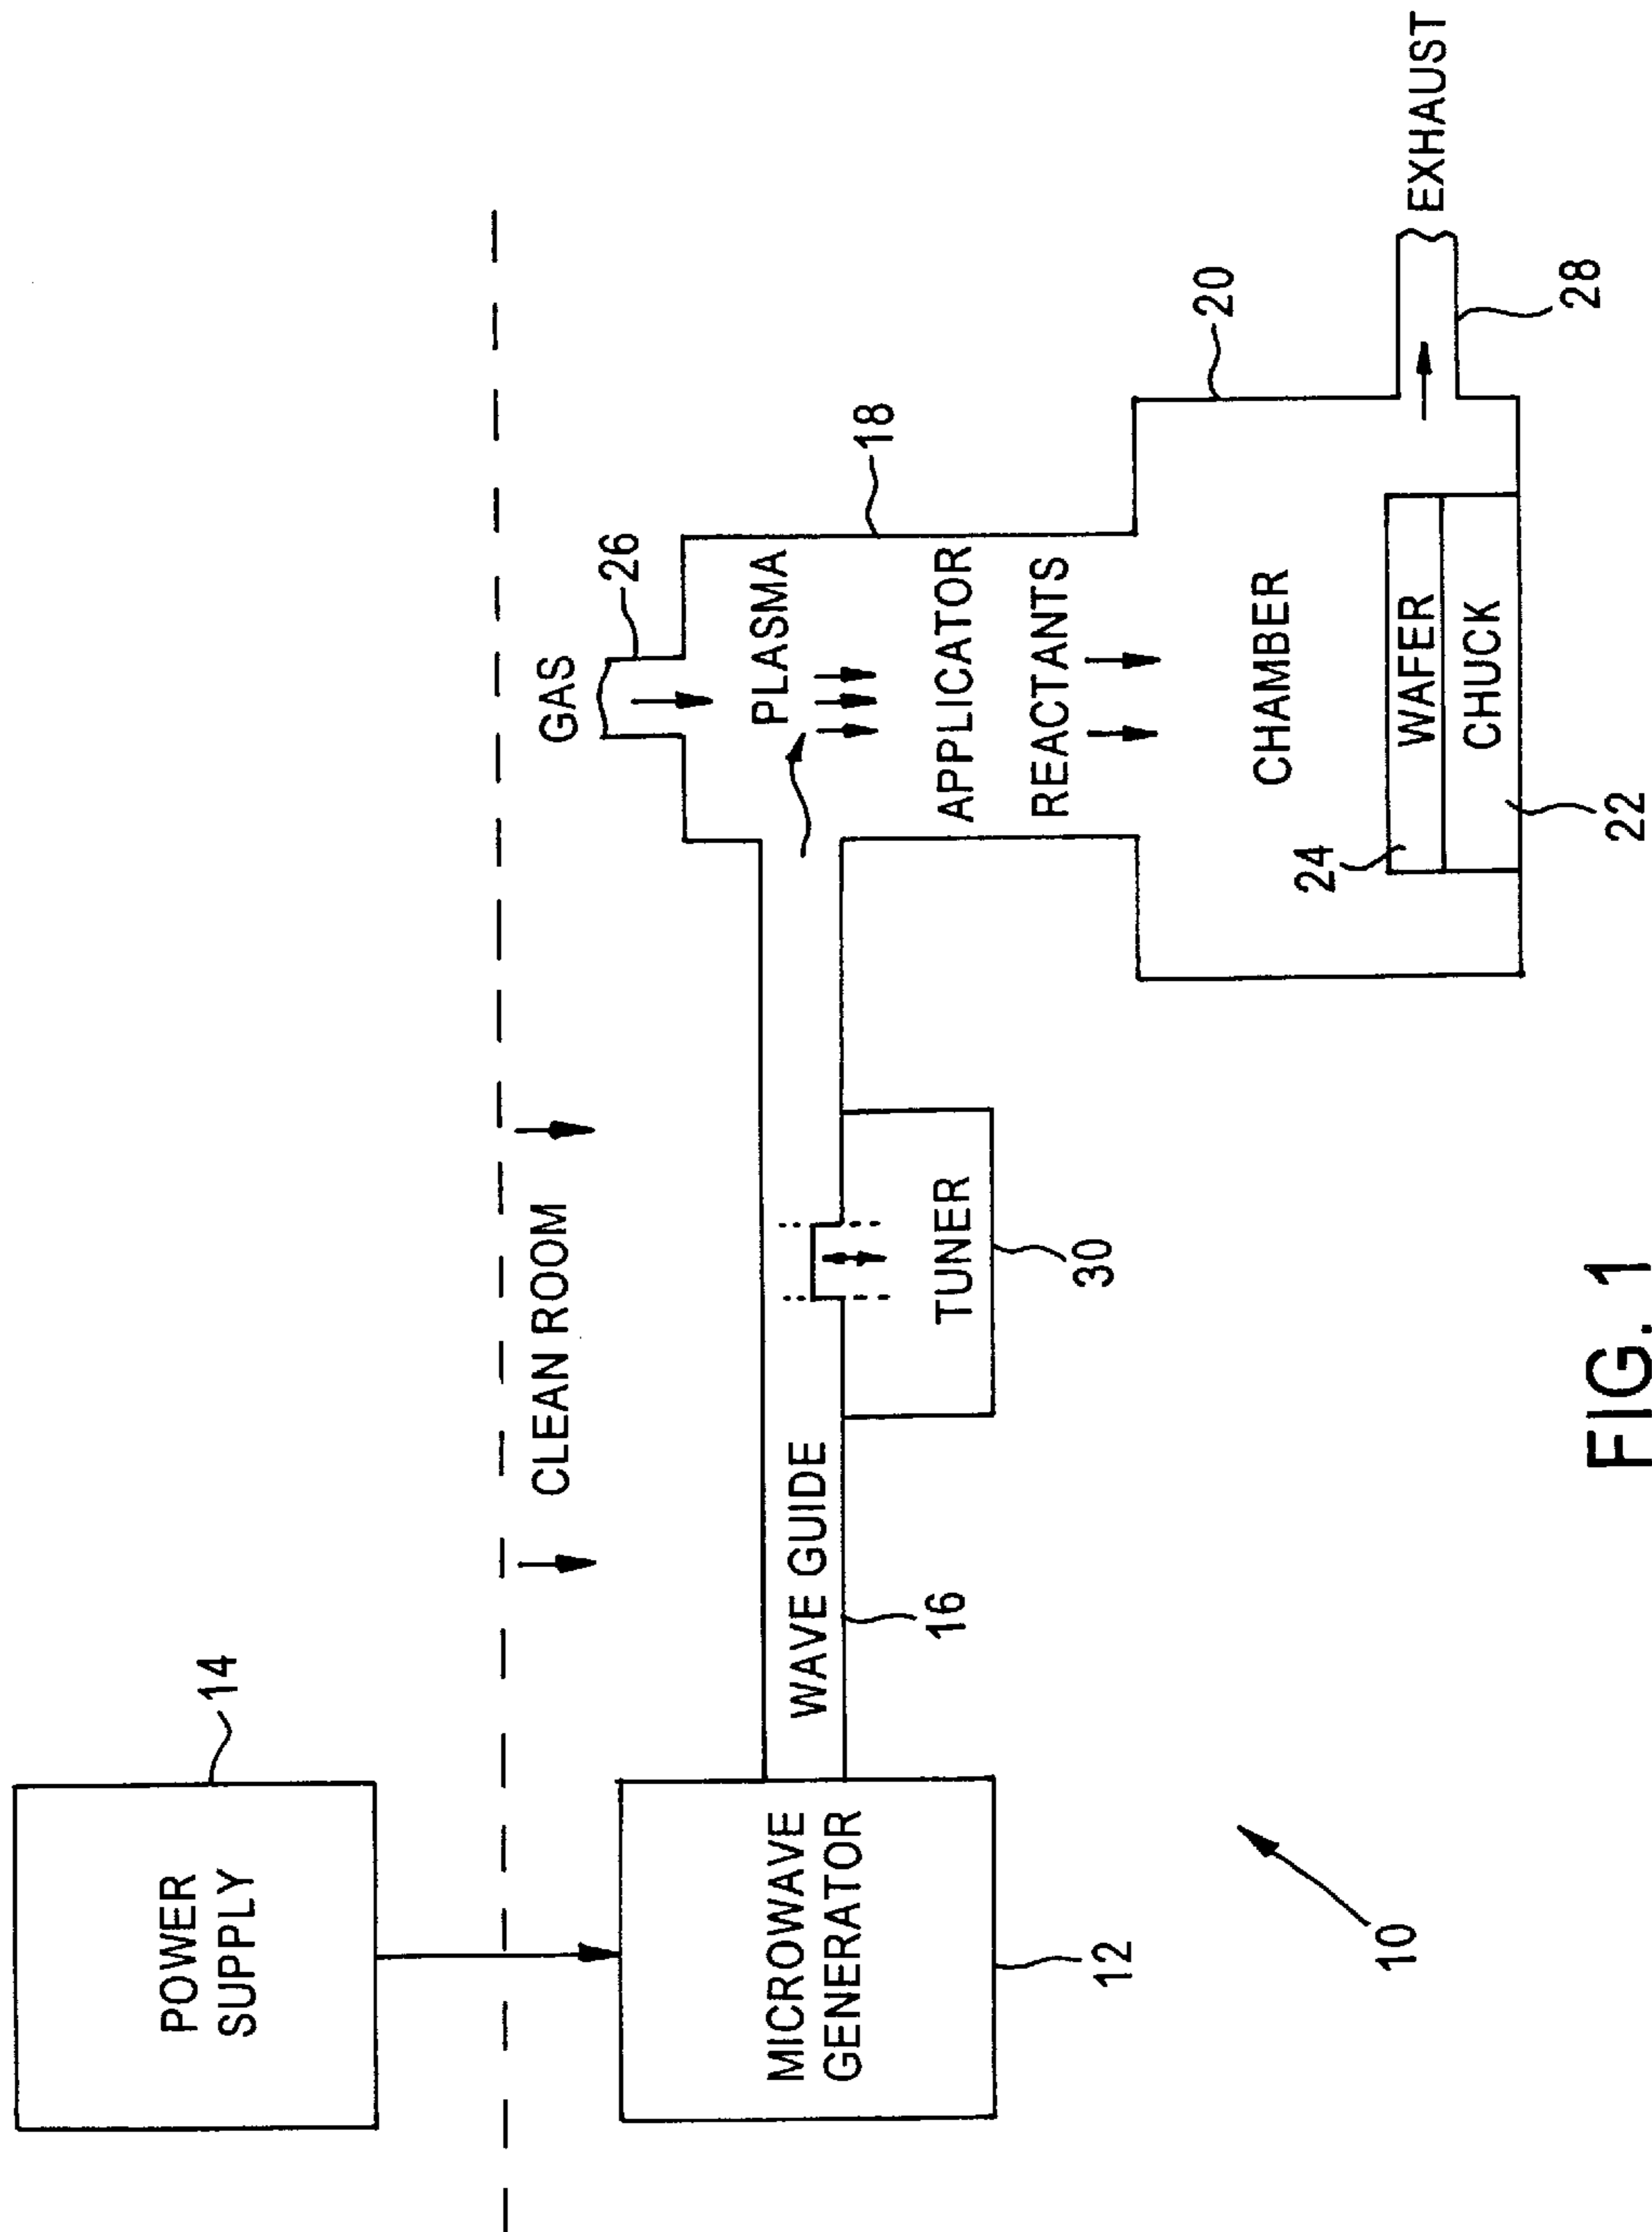 POWER
SUPPLY
14
CLEAN ROOM
MICROWAVE
GENERATOR
12
WAVE GUIDE
16
TUNER
30
GAS
26
PLASMA
18
APPLICATOR
REACTANTS
20
CHAMBER
24
WAFER
CHUCK
22
EXHAUST
28
10
FIG. 1